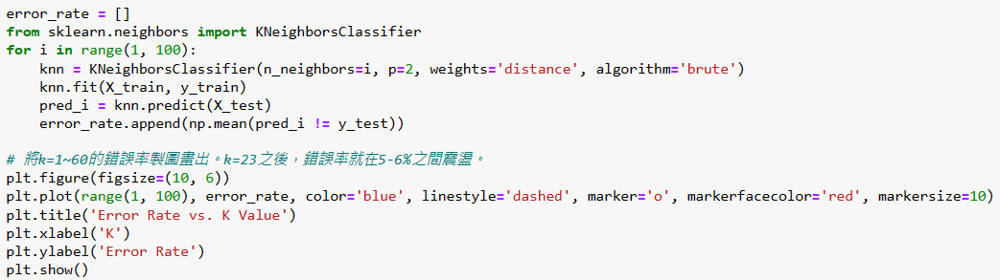 error_rate = []
from sklearn.neighbors import KNeighborsClassifier
for i in range(1, 100):
    knn = KNeighborsClassifier(n_neighbors=i, p=2, weights='distance', algorithm='brute')
    knn.fit(X_train, y_train)
    pred_i = knn.predict(X_test)
    error_rate.append(np.mean(pred_i != y_test))

# 將k=1~60的錯誤率製圖畫出。k=23之後，錯誤率就在5-6%之間震盪。
plt.figure(figsize=(10, 6))
plt.plot(range(1, 100), error_rate, color='blue', linestyle='dashed', marker='o', markerfacecolor='red', markersize=10)
plt.title('Error Rate vs. K Value')
plt.xlabel('K')
plt.ylabel('Error Rate')
plt.show()